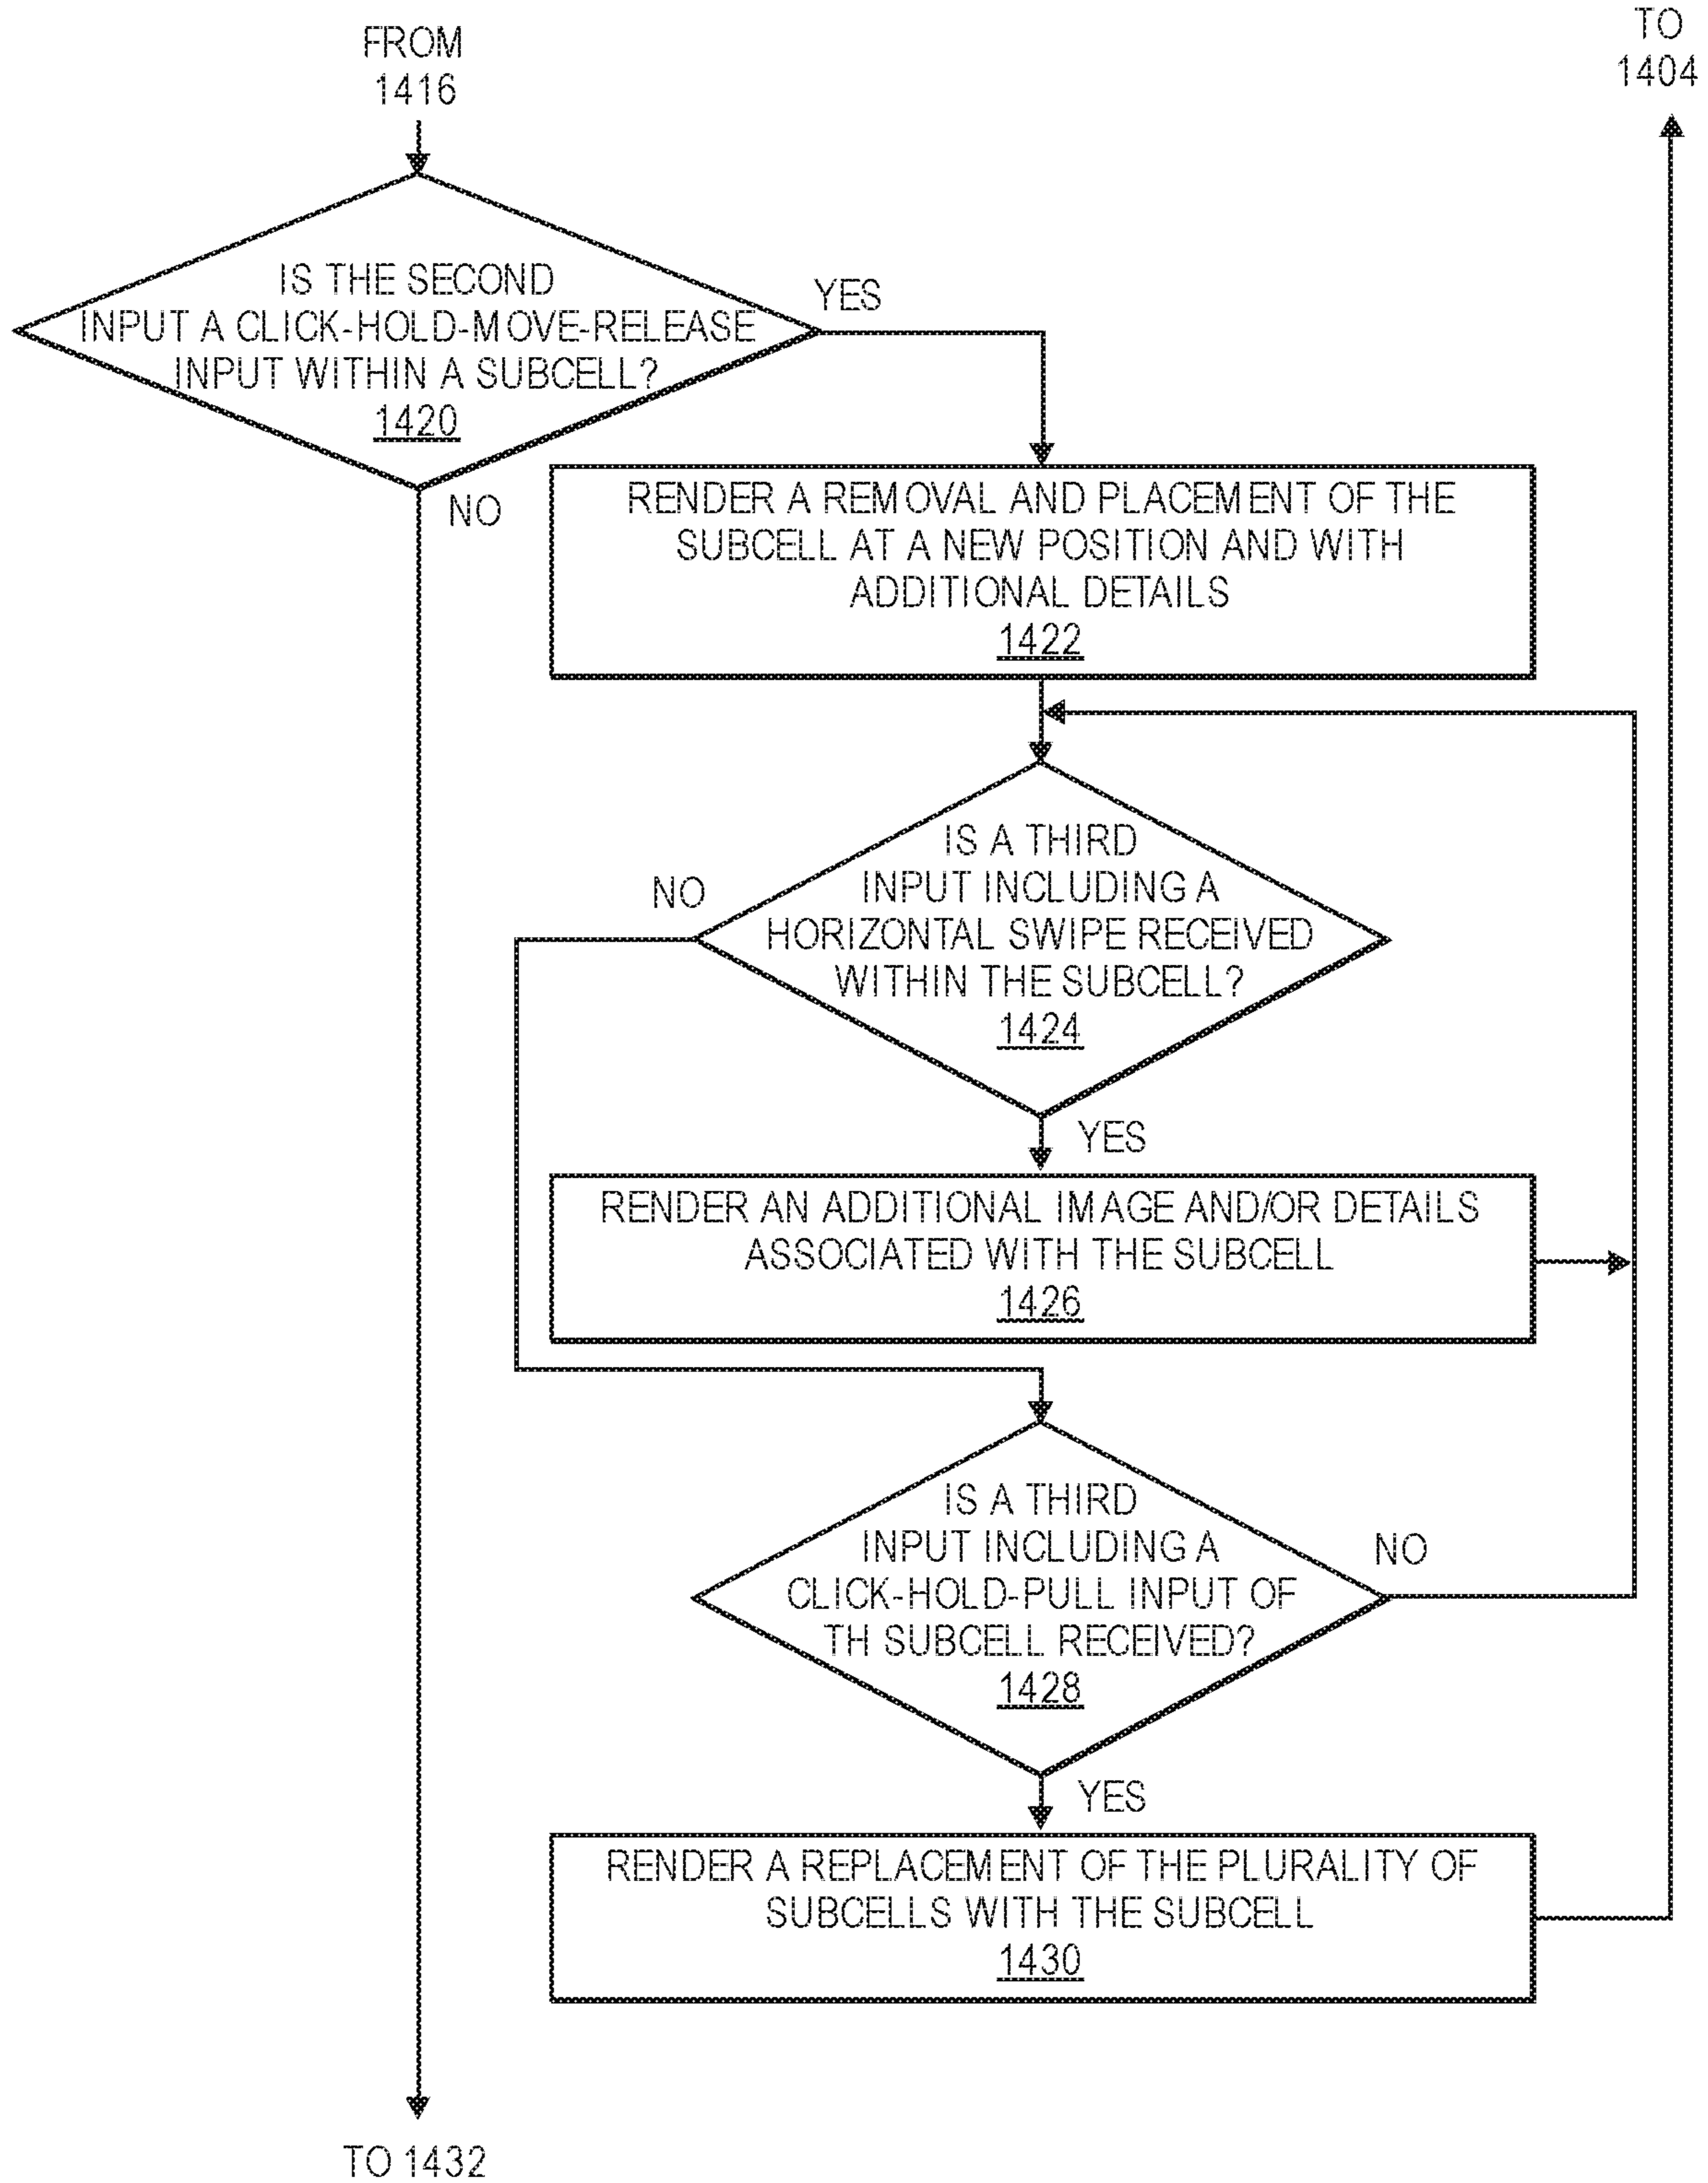 FROM
1416
TO
1404
IS THE SECOND
INPUT A CLICK-HOLD-MOVE-RELEASE
INPUT WITHIN A SUBCELL?
1420
YES
NO
RENDER A REMOVAL AND PLACEMENT OF THE
SUBCELL AT A NEW POSITION AND WITH
ADDITIONAL DETAILS
1422
IS A THIRD
INPUT INCLUDING A
HORIZONTAL SWIPE RECEIVED
WITHIN THE SUBCELL?
1424
NO
YES
RENDER AN ADDITIONAL IMAGE AND/OR DETAILS
ASSOCIATED WITH THE SUBCELL
1426
IS A THIRD
INPUT INCLUDING A
CLICK-HOLD-PULL INPUT OF
TH SUBCELL RECEIVED?
1428
NO
YES
RENDER A REPLACEMENT OF THE PLURALITY OF
SUBCELLS WITH THE SUBCELL
1430
TO 1432